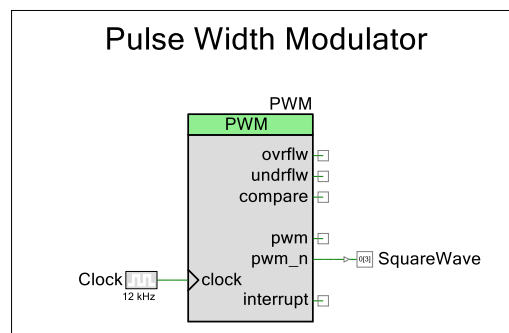 Pulse Width Modulator
PWM
PWM
ovrflw
undrflw
compare
pwm
pwm_n
0[3] SquareWave
Clock
clock
12 kHz
interrupt